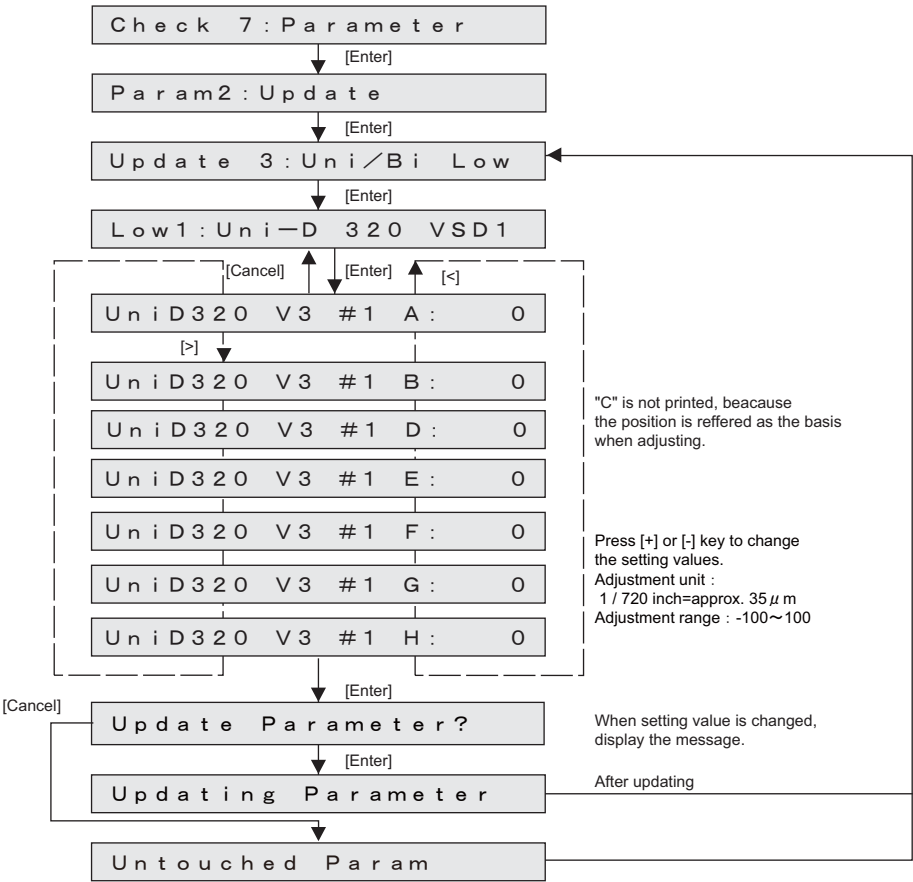 Check 7:Parameter
[Enter]
Param2:Update
[Enter]
Update 3:Uni/Bi Low
[Enter]
Low1:Uni-D 320 VSD1
[Cancel]
[Enter]
[<]
UniD320 V3 #1 A: 0
[>]
UniD320 V3 #1 B: 0
UniD320 V3 #1 D: 0
UniD320 V3 #1 E: 0
UniD320 V3 #1 F: 0
UniD320 V3 #1 G: 0
UniD320 V3 #1 H: 0
"C" is not printed, beacause
the position is reffered as the basis
when adjusting.
Press [+] or [-] key to change
the setting values.
Adjustment unit :
1 / 720 inch=approx. 35 μ m
Adjustment range : -100~100
[Enter]
[Cancel]
Update Parameter?
When setting value is changed,
display the message.
[Enter]
Updating Parameter
After updating
Untouched Param